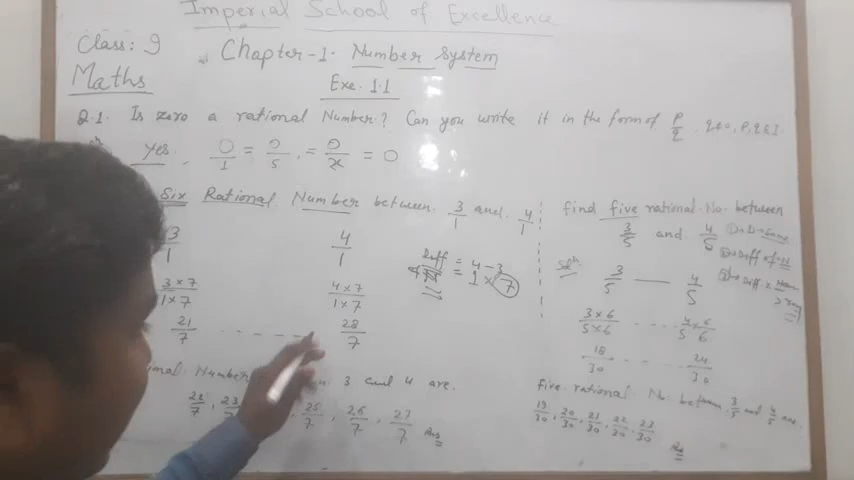 Imperial School of Excellence
Class: 9
Chapter-1. Number System
Maths
Exe. 1.1
Q.1. Is zero a rational Number? Can you write it in the form of p/q, q≠0, p, q ∈ I
Yes. 0/1 = 0/5, = 0/x = 0
Six Rational Number between 3/1 and 4/1
3/1 4/1
Diff = 4-3
= 1 × 7
3×7/1×7 4×7/1×7
21/7 - - - - - 28/7
Number 3 and 4 are.
22/7, 23/7, 25/7, 26/7, 27/7 Ans
find five rational No. between
3/5 and 4/5
Solⁿ 3/5 — 4/5
3×6/5×6 - - - - 4×6/5×6
18/30 - - - - 24/30
five rational No. between 3/5 and 4/5 are.
19/30, 20/30, 21/30, 22/30, 23/30
Ans